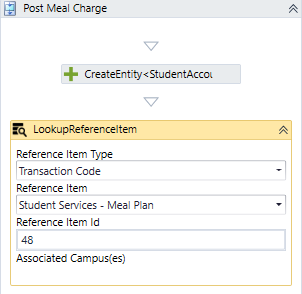 Post Meal Charge
CreateEntity<StudentAccou
LookupReferenceItem
Reference Item Type
Transaction Code
Reference Item
Student Services - Meal Plan
Reference Item Id
48
Associated Campus(es)